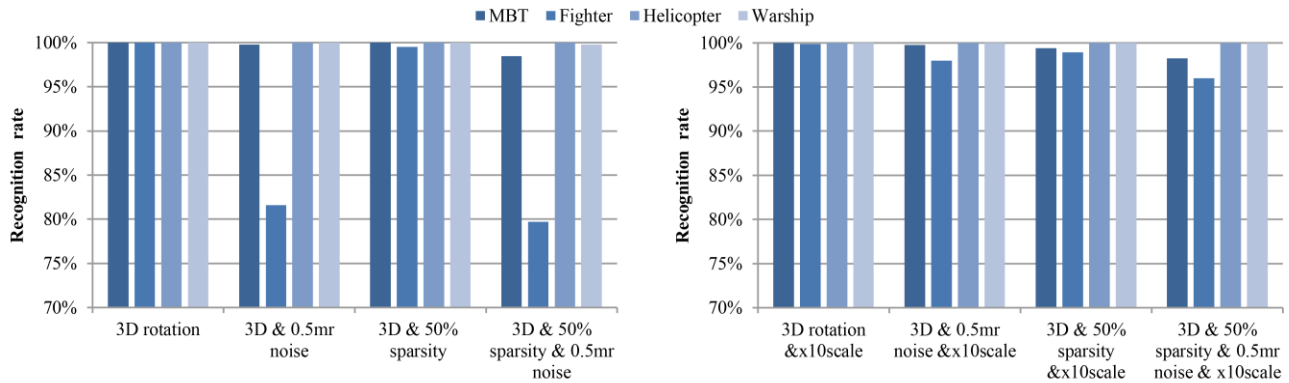 MBT Fighter Helicopter Warship
Recognition rate
100%
95%
90%
85%
80%
75%
70%
3D rotation
3D & 0.5mr
noise
3D & 50%
sparsity
3D & 50%
sparsity & 0.5mr
noise
Recognition rate
100%
95%
90%
85%
80%
75%
70%
3D rotation
&x10scale
3D & 0.5mr
noise &x10scale
3D & 50%
sparsity
&x10scale
3D & 50%
sparsity & 0.5mr
noise & x10scale